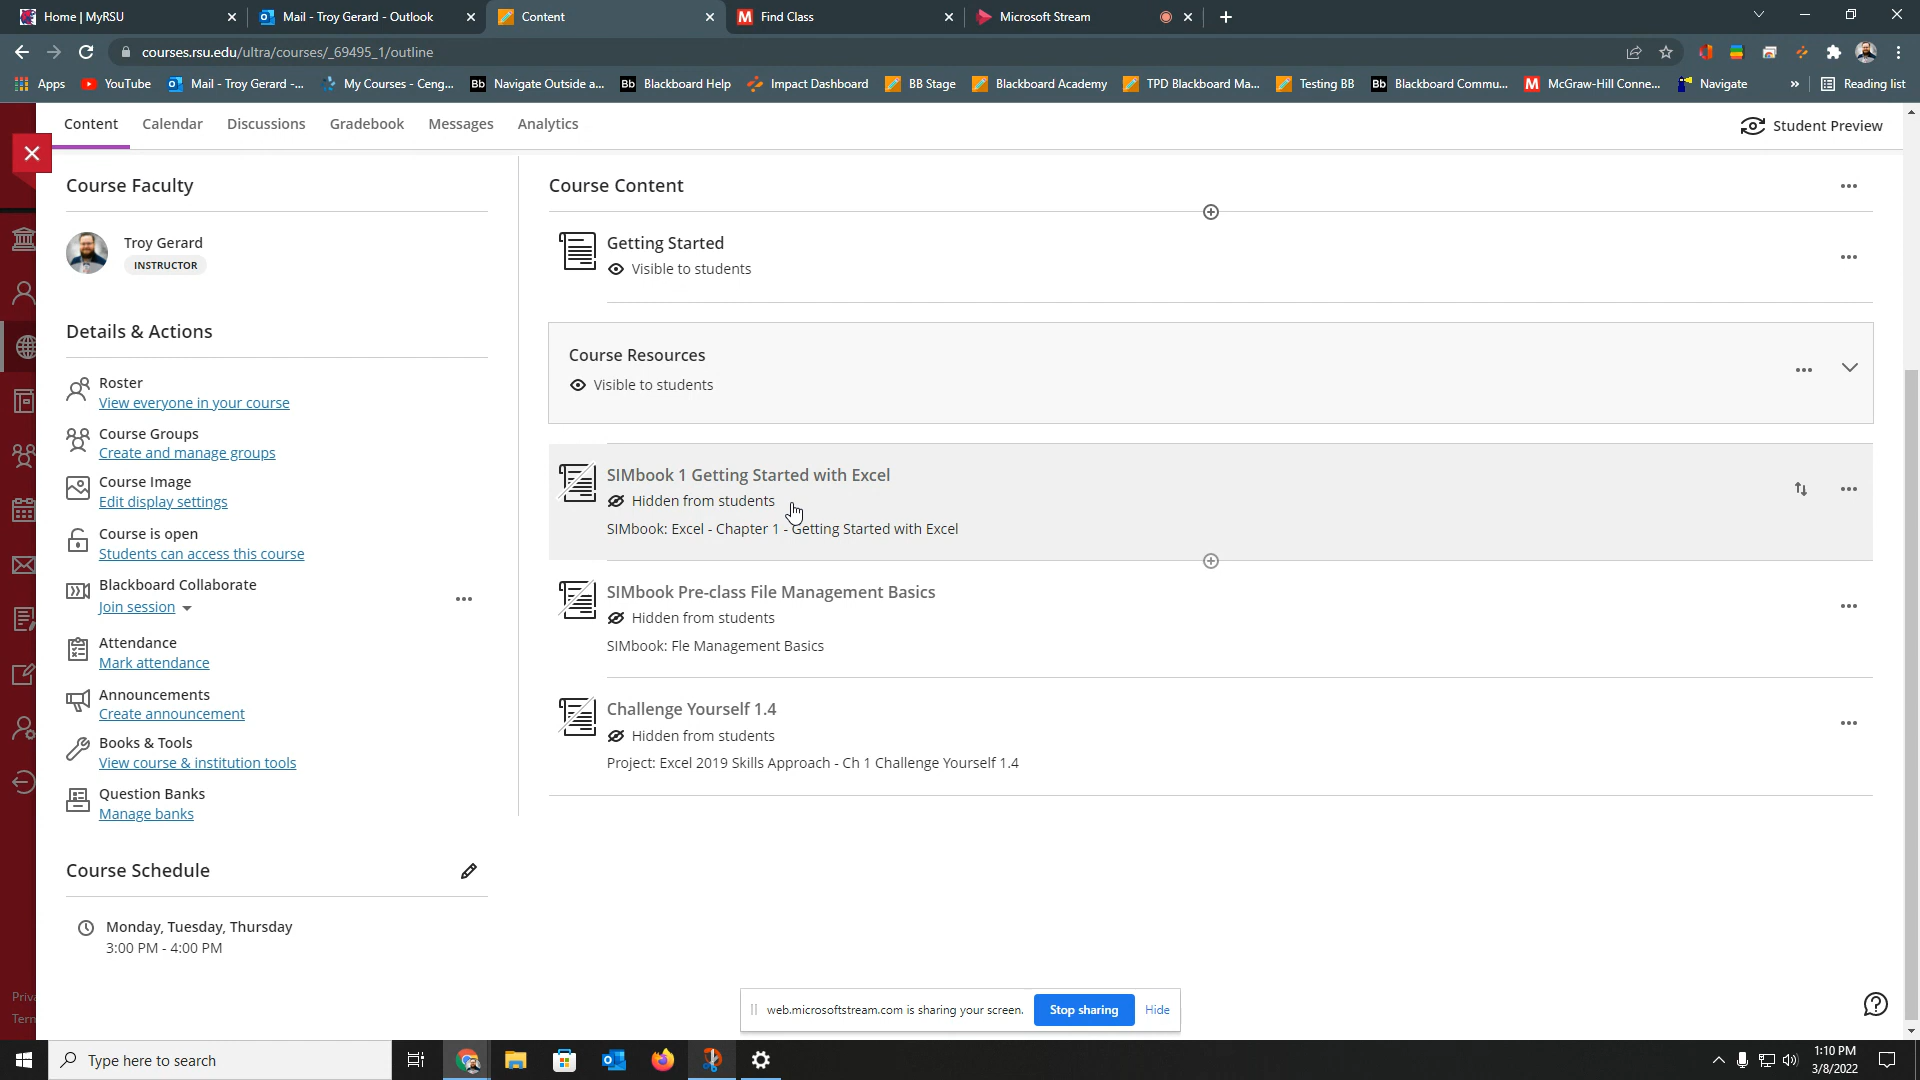 Home | MyRSU
Mail - Troy Gerard - Outlook
Content
Find Class
Microsoft Stream
courses.rsu.edu/ultra/courses/_69495_1/outline
Apps
YouTube
Mail - Troy Gerard -...
My Courses - Ceng...
Navigate Outside a...
Blackboard Help
Impact Dashboard
BB Stage
Blackboard Academy
TPD Blackboard Ma...
Testing BB
Blackboard Commu...
McGraw-Hill Conne...
Navigate
Reading list
Content
Calendar
Discussions
Gradebook
Messages
Analytics
Student Preview
Course Faculty
Troy Gerard
INSTRUCTOR
Details & Actions
Roster
View everyone in your course
Course Groups
Create and manage groups
Course Image
Edit display settings
Course is open
Students can access this course
Blackboard Collaborate
Join session
Attendance
Mark attendance
Announcements
Create announcement
Books & Tools
View course & institution tools
Question Banks
Manage banks
Course Schedule
Monday, Tuesday, Thursday
3:00 PM - 4:00 PM
Course Content
Getting Started
Visible to students
Course Resources
Visible to students
SIMbook 1 Getting Started with Excel
Hidden from students
SIMbook: Excel - Chapter 1 - Getting Started with Excel
SIMbook Pre-class File Management Basics
Hidden from students
SIMbook: Fle Management Basics
Challenge Yourself 1.4
Hidden from students
Project: Excel 2019 Skills Approach - Ch 1 Challenge Yourself 1.4
Priva
Term
web.microsoftstream.com is sharing your screen.
Stop sharing
Hide
Type here to search
1:10 PM
3/8/2022